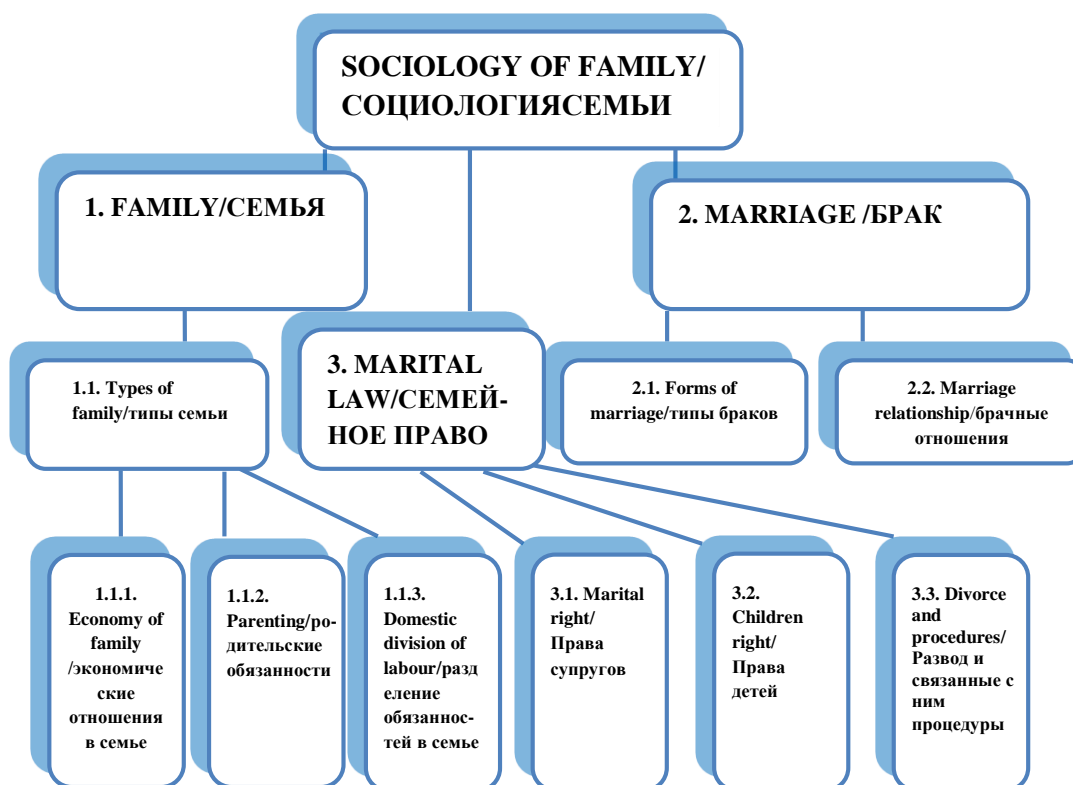 SOCIOLOGY OF FAMILY/
СОЦИОЛОГИЯСЕМЬИ
1. FAMILY/СЕМЬЯ
2. MARRIAGE /БРАК
1.1. Types of
family/типы семьи
3. MARITAL
LAW/СЕМЕЙ-
НОЕ ПРАВО
2.1. Forms of
marriage/типы браков
2.2. Marriage
relationship/брачные
отношения
1.1.1.
Economy of
family
/экономиче
ские
отношения
в семье
1.1.2.
Parenting/ро-
дительские
обязанности
1.1.3.
Domestic
division of
labour/разд
еление
обязаннос-
тей в семье
3.1. Marital
right/
Права
супругов
3.2.
Children
right/
Права
детей
3.3. Divorce
and
procedures/
Развод и
связанные с
ним
процедуры